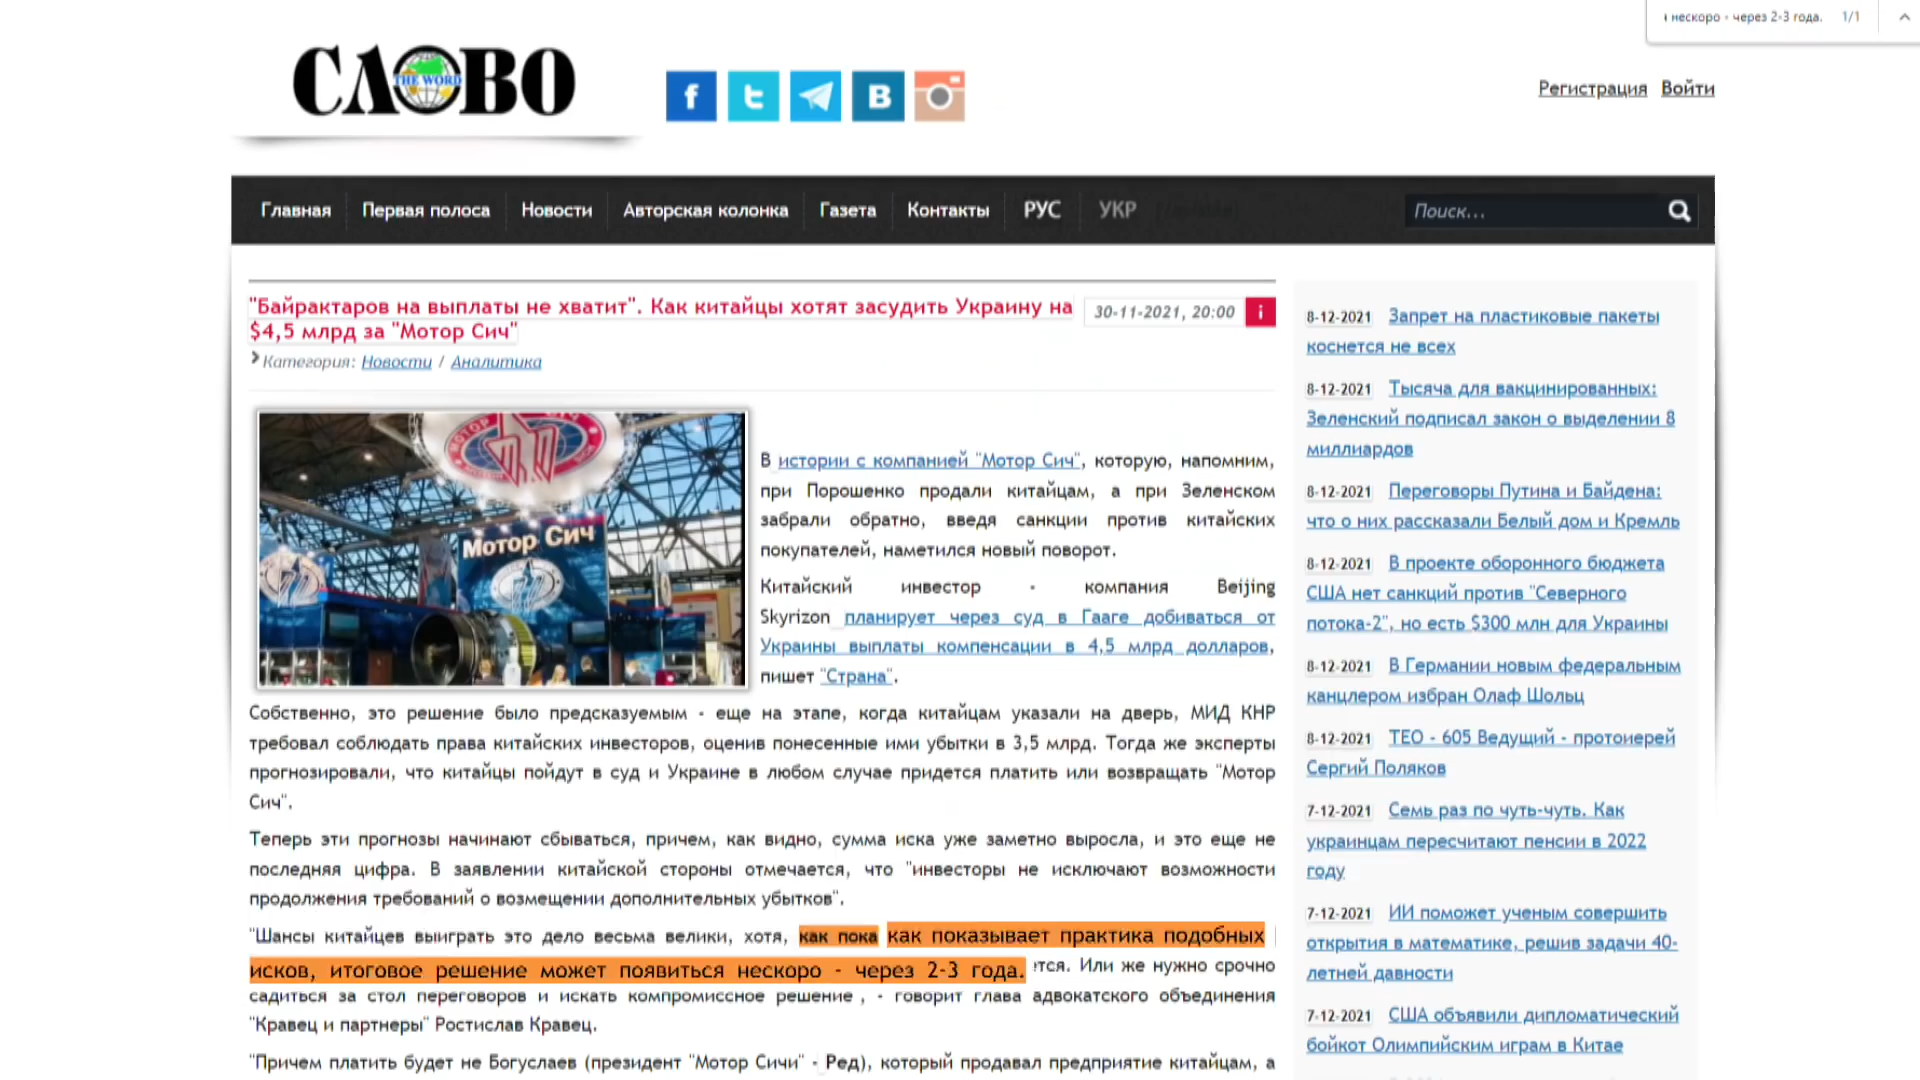 нескоро - через 2-3 года. 1/1
СЛОВО
THE WORD
f t B
Регистрация Войти
Главная Первая полоса Новости Авторская колонка Газета Контакты РУС УКР Поиск...
"Байрактаров на выплаты не хватит". Как китайцы хотят засудить Украину на
$4,5 млрд за "Мотор Сич"
30-11-2021, 20:00 i
Категория: Новости / Аналитика
МОТОР СИЧ
Мотор Сич
В истории с компанией "Мотор Сич", которую, напомним,
при Порошенко продали китайцам, а при Зеленском
забрали обратно, введя санкции против китайских
покупателей, наметился новый поворот.
Китайский инвестор - компания Beijing
Skyrizon планирует через суд в Гааге добиваться от
Украины выплаты компенсации в 4,5 млрд долларов,
пишет "Страна".
Собственно, это решение было предсказуемым - еще на этапе, когда китайцам указали на дверь, МИД КНР
требовал соблюдать права китайских инвесторов, оценив понесенные ими убытки в 3,5 млрд. Тогда же эксперты
прогнозировали, что китайцы пойдут в суд и Украине в любом случае придется платить или возвращать "Мотор
Сич".
Теперь эти прогнозы начинают сбываться, причем, как видно, сумма иска уже заметно выросла, и это еще не
последняя цифра. В заявлении китайской стороны отмечается, что "инвесторы не исключают возможности
продолжения требований о возмещении дополнительных убытков".
"Шансы китайцев выиграть это дело весьма велики, хотя, как пока как показывает практика подобных
исков, итоговое решение может появиться нескоро - через 2-3 года. тся. Или же нужно срочно
садиться за стол переговоров и искать компромиссное решение , - говорит глава адвокатского объединения
"Кравец и партнеры" Ростислав Кравец.
"Причем платить будет не Богуслаев (президент "Мотор Сичи" - Ред), который продавал предприятие китайцам, а
8-12-2021 Запрет на пластиковые пакеты
коснется не всех
8-12-2021 Тысяча для вакцинированных:
Зеленский подписал закон о выделении 8
миллиардов
8-12-2021 Переговоры Путина и Байдена:
что о них рассказали Белый дом и Кремль
8-12-2021 В проекте оборонного бюджета
США нет санкций против "Северного
потока-2", но есть $300 млн для Украины
8-12-2021 В Германии новым федеральным
канцлером избран Олаф Шольц
8-12-2021 ТЕО - 605 Ведущий - протоиерей
Сергий Поляков
7-12-2021 Семь раз по чуть-чуть. Как
украинцам пересчитают пенсии в 2022
году
7-12-2021 ИИ поможет ученым совершить
открытия в математике, решив задачи 40-
летней давности
7-12-2021 США объявили дипломатический
бойкот Олимпийским играм в Китае